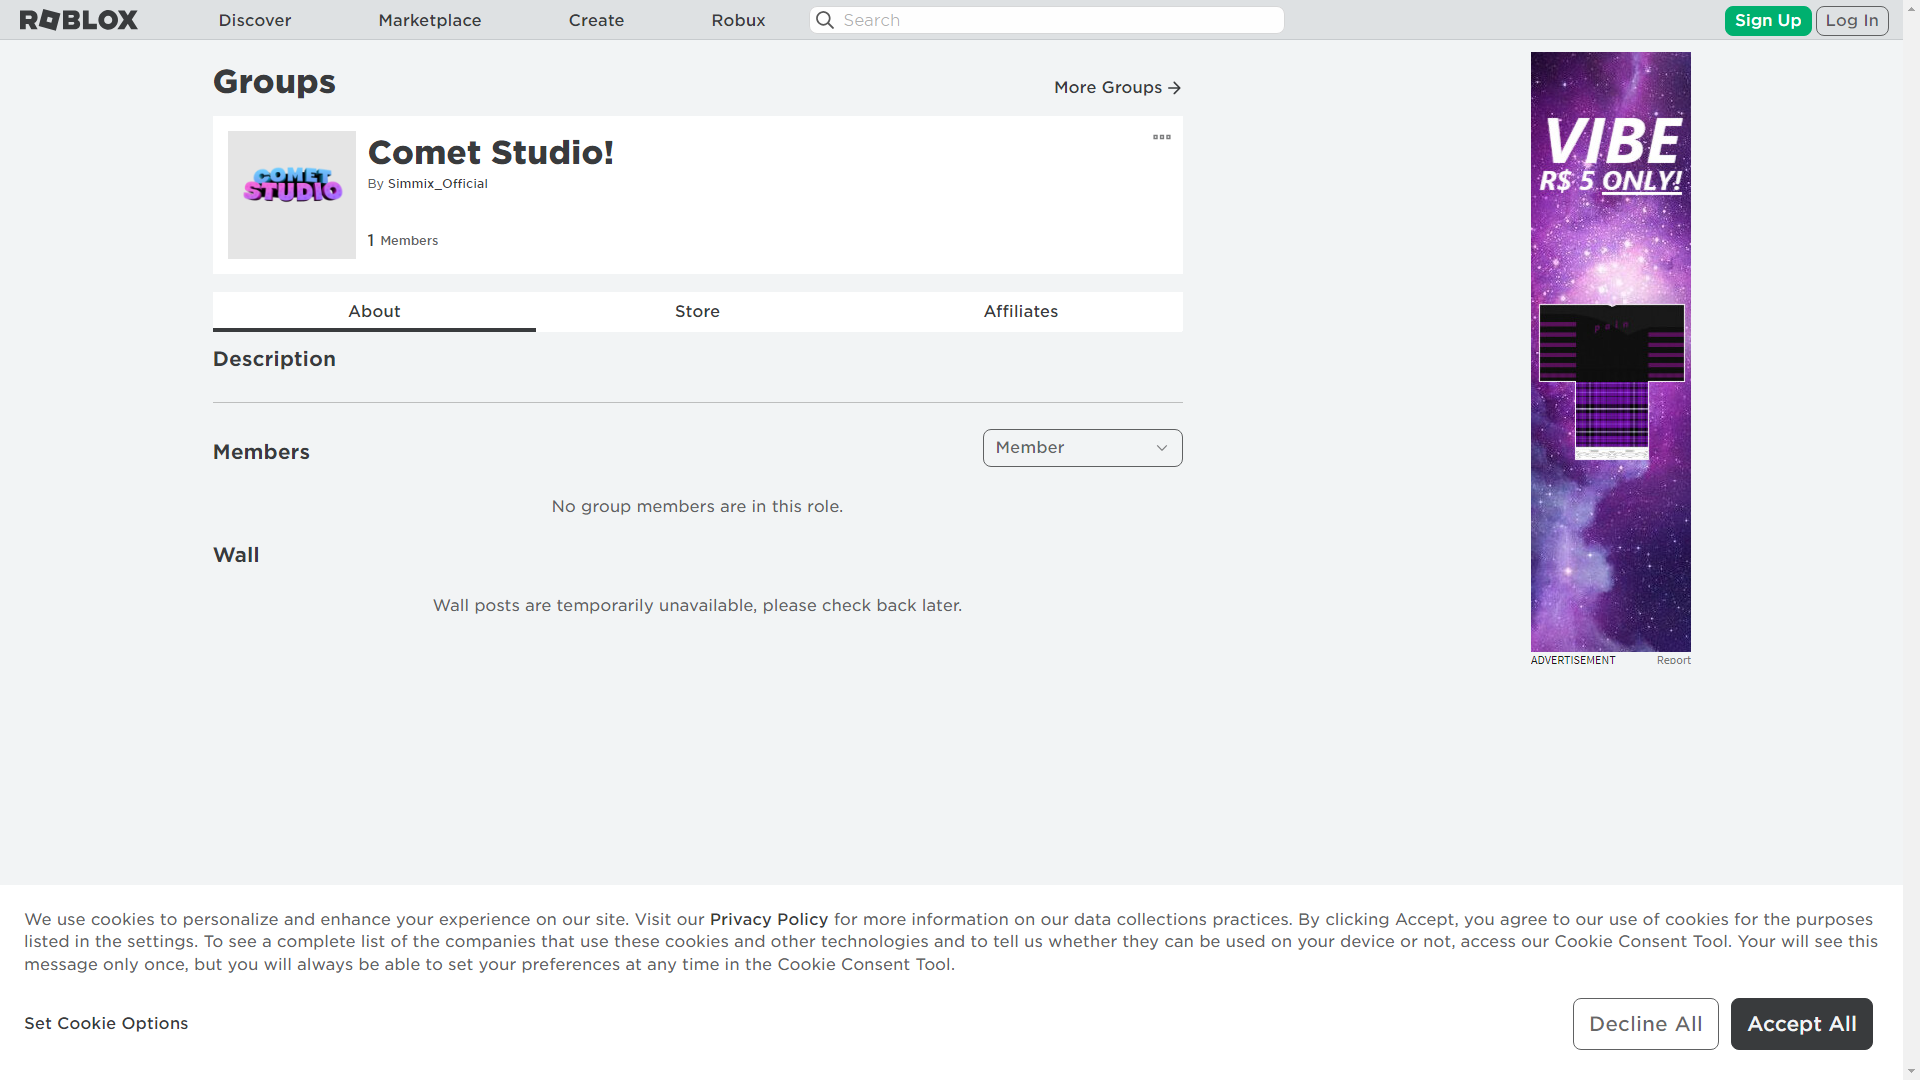 ROBLOX
Discover
Marketplace
Create
Robux
Search
Sign Up
Log In
Groups
More Groups
COMET
STUDIO
Comet Studio!
By Simmix_Official
1 Members
About
Store
Affiliates
Description
Members
Member
No group members are in this role.
Wall
Wall posts are temporarily unavailable, please check back later.
VIBE
R$ 5 ONLY!
pain
ADVERTISEMENT
Report
We use cookies to personalize and enhance your experience on our site. Visit our Privacy Policy for more information on our data collections practices. By clicking Accept, you agree to our use of cookies for the purposes
listed in the settings. To see a complete list of the companies that use these cookies and other technologies and to tell us whether they can be used on your device or not, access our Cookie Consent Tool. Your will see this
message only once, but you will always be able to set your preferences at any time in the Cookie Consent Tool.
Set Cookie Options
Decline All
Accept All